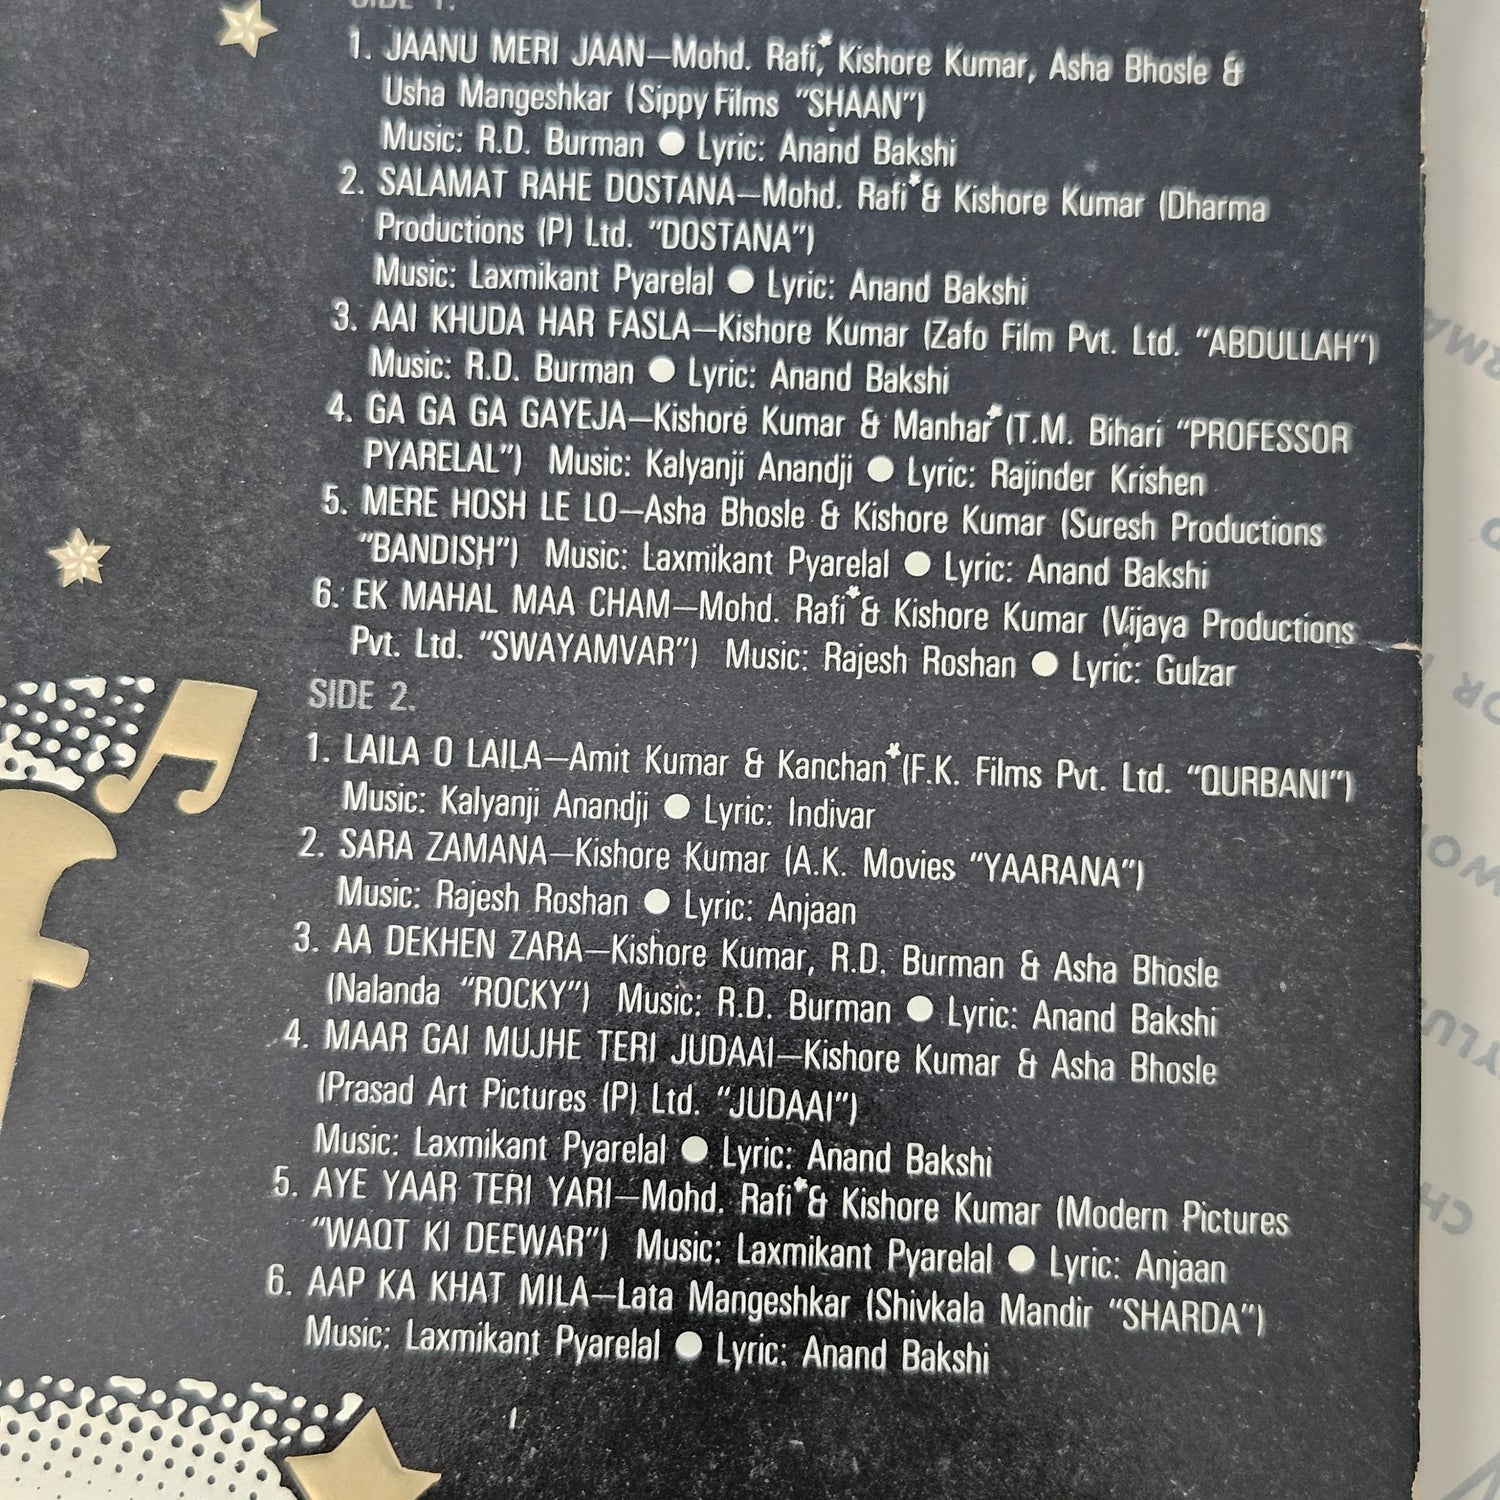 SIDE 1.
1. JAANU MERI JAAN—Mohd. Rafi,* Kishore Kumar, Asha Bhosle &
Usha Mangeshkar (Sippy Films "SHAAN")
Music: R.D. Burman ● Lyric: Anand Bakshi
2. SALAMAT RAHE DOSTANA—Mohd. Rafi* & Kishore Kumar (Dharma
Productions (P) Ltd. "DOSTANA")
Music: Laxmikant Pyarelal ● Lyric: Anand Bakshi
3. AAI KHUDA HAR FASLA—Kishore Kumar (Zafo Film Pvt. Ltd. "ABDULLAH")
Music: R.D. Burman ● Lyric: Anand Bakshi
4. GA GA GA GAYEJA—Kishore Kumar & Manhar* (T.M. Bihari "PROFESSOR
PYARELAL") Music: Kalyanji Anandji ● Lyric: Rajinder Krishen
5. MERE HOSH LE LO—Asha Bhosle & Kishore Kumar (Suresh Productions
"BANDISH") Music: Laxmikant Pyarelal ● Lyric: Anand Bakshi
6. EK MAHAL MAA CHAM—Mohd. Rafi* & Kishore Kumar (Vijaya Productions
Pvt. Ltd. "SWAYAMVAR") Music: Rajesh Roshan ● Lyric: Gulzar
SIDE 2.
1. LAILA O LAILA—Amit Kumar & Kanchan* (F.K. Films Pvt. Ltd. "QURBANI")
Music: Kalyanji Anandji ● Lyric: Indivar
2. SARA ZAMANA—Kishore Kumar (A.K. Movies "YAARANA")
Music: Rajesh Roshan ● Lyric: Anjaan
3. AA DEKHEN ZARA—Kishore Kumar, R.D. Burman & Asha Bhosle
(Nalanda "ROCKY") Music: R.D. Burman ● Lyric: Anand Bakshi
4. MAAR GAI MUJHE TERI JUDAAI—Kishore Kumar & Asha Bhosle
(Prasad Art Pictures (P) Ltd. "JUDAAI")
Music: Laxmikant Pyarelal ● Lyric: Anand Bakshi
5. AYE YAAR TERI YARI—Mohd. Rafi* & Kishore Kumar (Modern Pictures
"WAQT KI DEEWAR") Music: Laxmikant Pyarelal ● Lyric: Anjaan
6. AAP KA KHAT MILA—Lata Mangeshkar (Shivkala Mandir "SHARDA")
Music: Laxmikant Pyarelal ● Lyric: Anand Bakshi